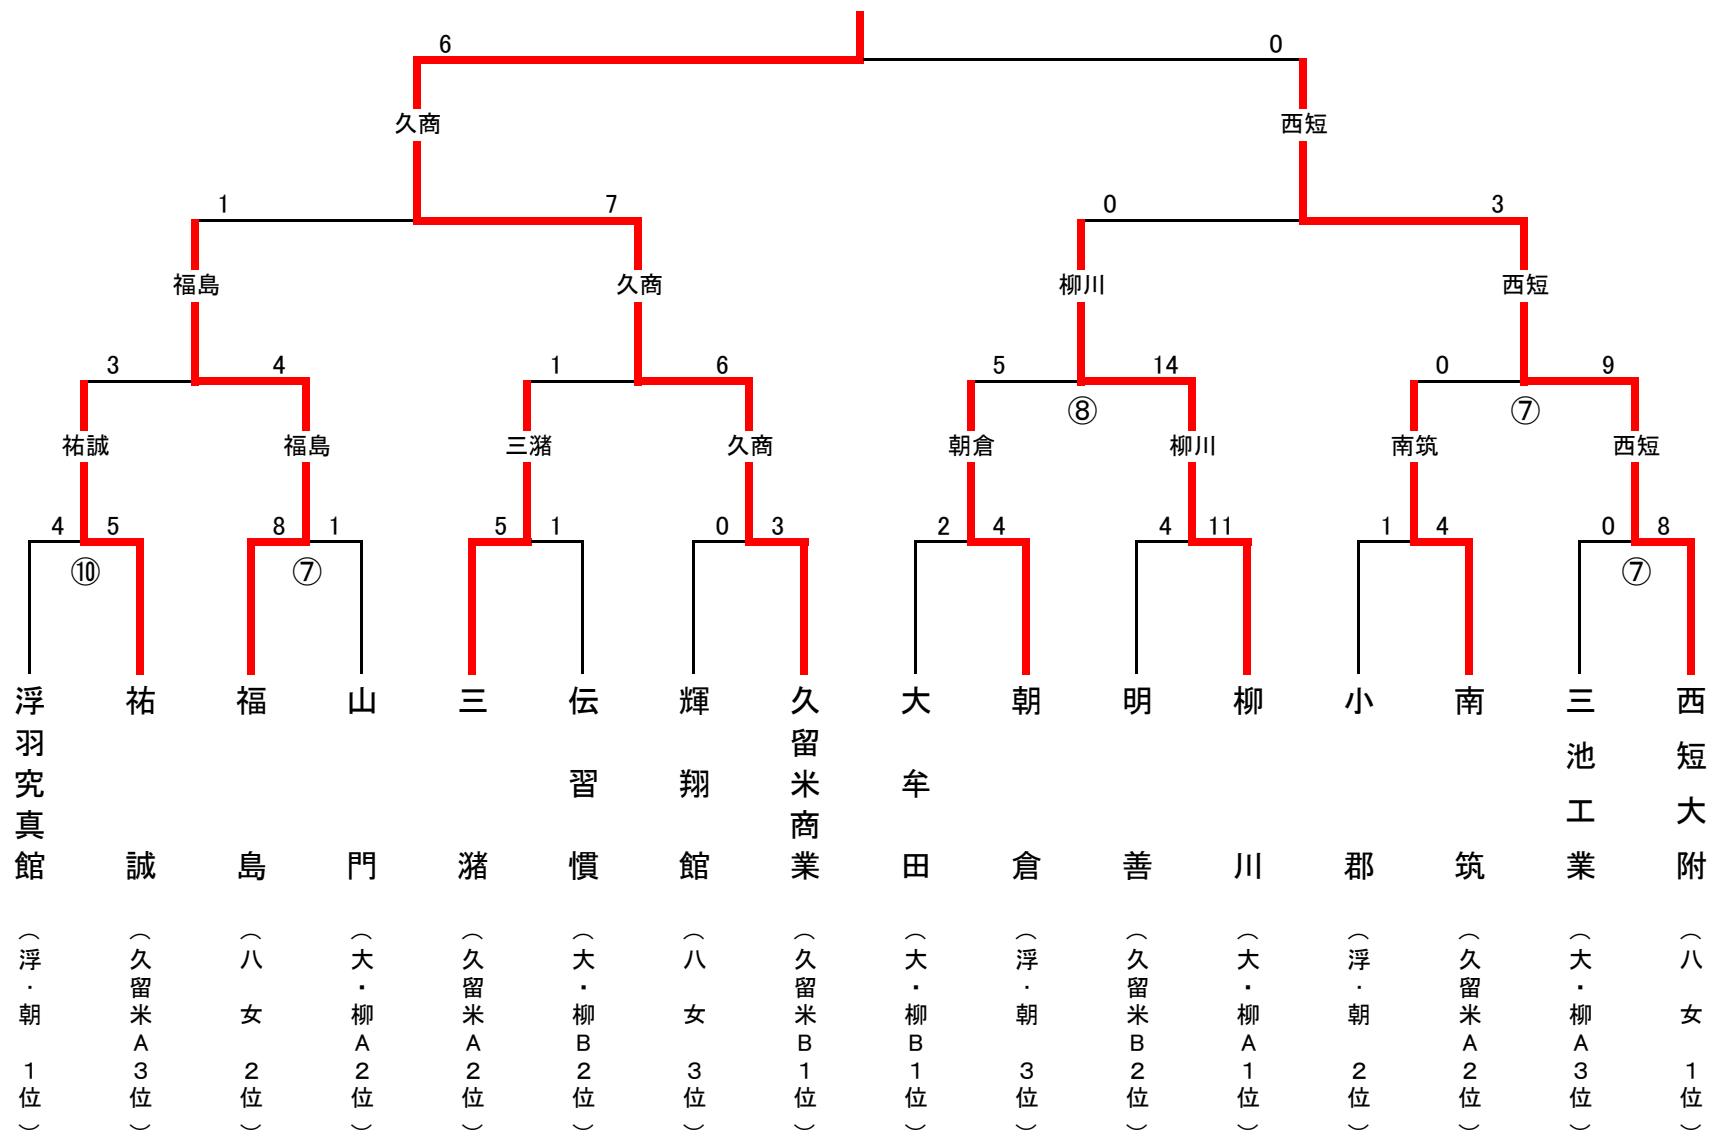 6 0
久商 西短
1 7 0 3
福島 久商 柳川 西短
3 4 1 6 5 14 0 9
⑧ ⑦
祐誠 福島 三潴 久商 朝倉 柳川 南筑 西短
4 5 8 1 5 1 0 3 2 4 4 11 1 4 0 8
⑩ ⑦ ⑦
浮羽究真館
祐誠
福島
山門
三潴
伝習慣
輝翔館
久留米商業
大牟田
朝倉
明善
柳川
小郡
南筑
三池工業
西短大附
（浮・朝 1位）
（久留米A3位）
（八女 2位）
（大・柳A2位）
（久留米A2位）
（大・柳B2位）
（八女 3位）
（久留米B1位）
（大・柳B1位）
（浮・朝 3位）
（久留米B2位）
（大・柳A1位）
（浮・朝 2位）
（久留米A2位）
（大・柳A3位）
（八女 1位）